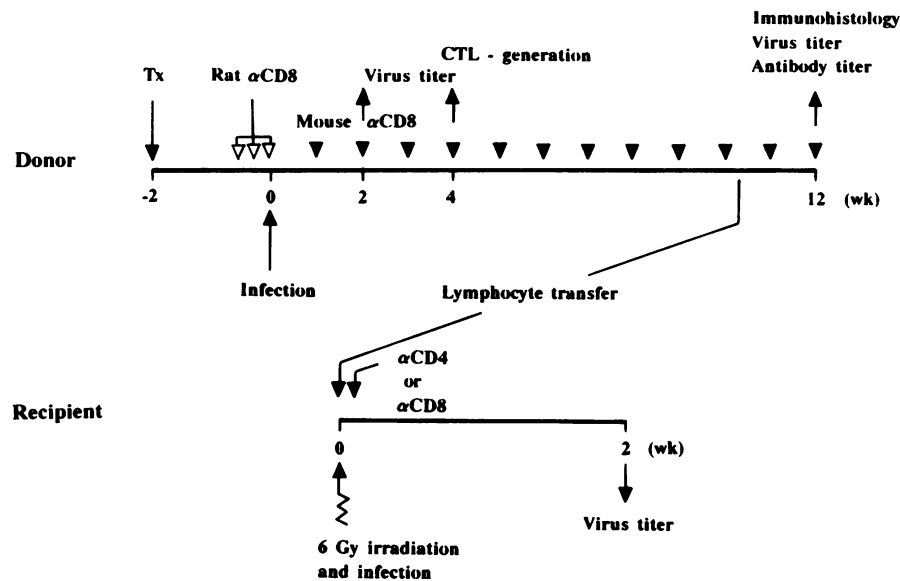 Immunohistology
Virus titer
Antibody titer
CTL - generation
Tx
Rat αCD8
Virus titer
Mouse αCD8
Donor
-2
0
2
4
12 (wk)
Infection
Lymphocyte transfer
αCD4
or
αCD8
Recipient
0
2 (wk)
Virus titer
6 Gy irradiation
and infection